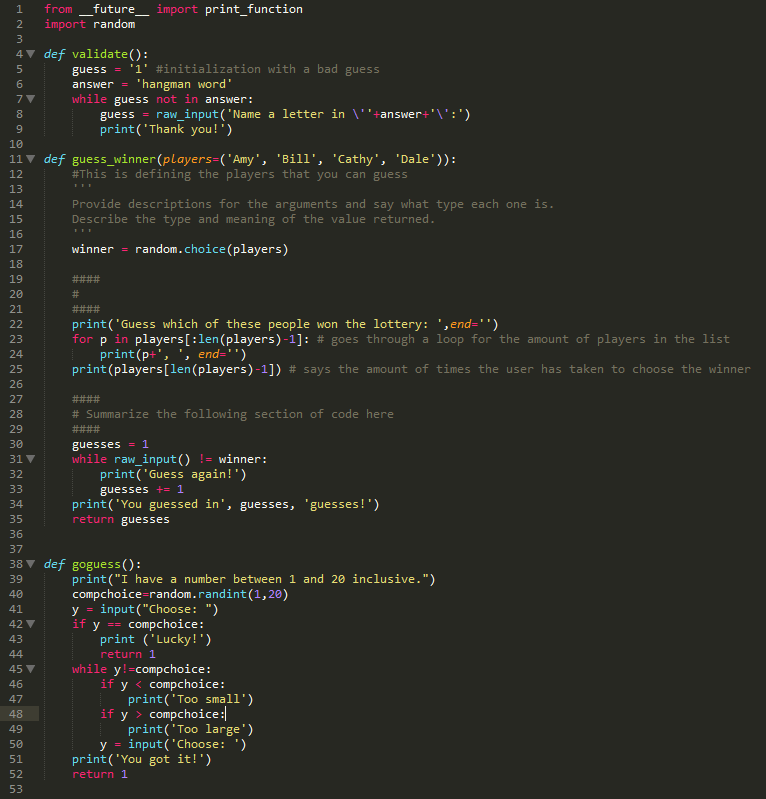 1 from __future__ import print_function
2 import random
3
4 def validate():
5     guess = '1' #initialization with a bad guess
6     answer = 'hangman word'
7     while guess not in answer:
8         guess = raw_input('Name a letter in \''+answer+'\':')
9         print('Thank you!')
10
11 def guess_winner(players=('Amy', 'Bill', 'Cathy', 'Dale')):
12     #This is defining the players that you can guess
13     '''
14     Provide descriptions for the arguments and say what type each one is.
15     Describe the type and meaning of the value returned.
16     '''
17     winner = random.choice(players)
18
19     ####
20     #
21     ####
22     print('Guess which of these people won the lottery: ',end='')
23     for p in players[:len(players)-1]: # goes through a loop for the amount of players in the list
24         print(p+', ', end='')
25     print(players[len(players)-1]) # says the amount of times the user has taken to choose the winner
26
27     ####
28     # Summarize the following section of code here
29     ####
30     guesses = 1
31     while raw_input() != winner:
32         print('Guess again!')
33         guesses += 1
34     print('You guessed in', guesses, 'guesses!')
35     return guesses
36
37
38 def goguess():
39     print("I have a number between 1 and 20 inclusive.")
40     compchoice=random.randint(1,20)
41     y = input("Choose: ")
42     if y == compchoice:
43         print ('Lucky!')
44         return 1
45     while y!=compchoice:
46         if y < compchoice:
47             print('Too small')
48         if y > compchoice:
49             print('Too large')
50         y = input('Choose: ')
51     print('You got it!')
52     return 1
53